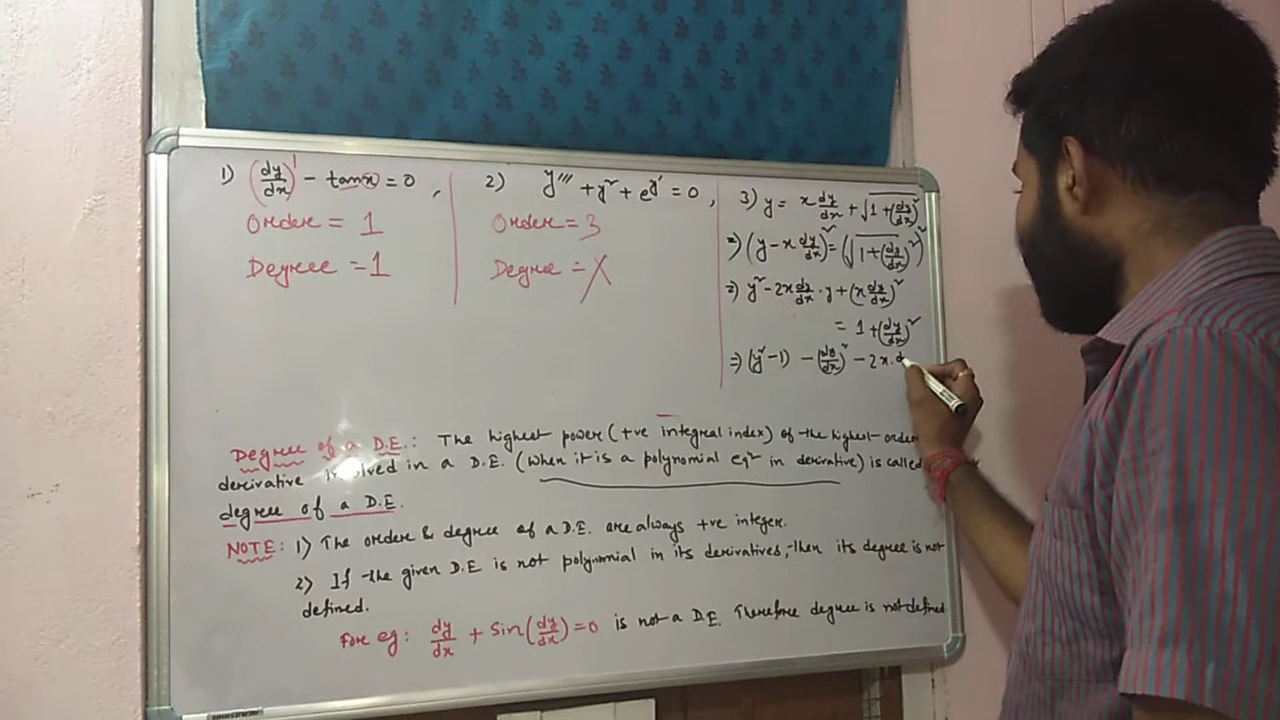 1) (dy/dx)¹ - tanx = 0 ,
Order = 1
Degree = 1
2) y''' + y² + e^y' = 0 ,
Order = 3
Degree = X
3) y = x dy/dx + √1+(dy/dx)²
⇒ (y - x dy/dx)² = (√1+(dy/dx)²)²
⇒ y² - 2x dy/dx · y + (x dy/dx)²
= 1 + (dy/dx)²
⇒ (y² - 1) - (dy/dx)² - 2x. d
Degree of a D.E.: The highest power (+ve integral index) of the highest order
derivative involved in a D.E. (when it is a polynomial eqⁿ in derivative) is called
degree of a D.E.
NOTE: 1) The order & degree of a D.E. are always +ve integer.
2) If the given D.E is not polynomial in its derivatives, then its degree is not
defined.
For eg: dy/dx + sin(dy/dx) = 0 is not a D.E. Therefore degree is not defined